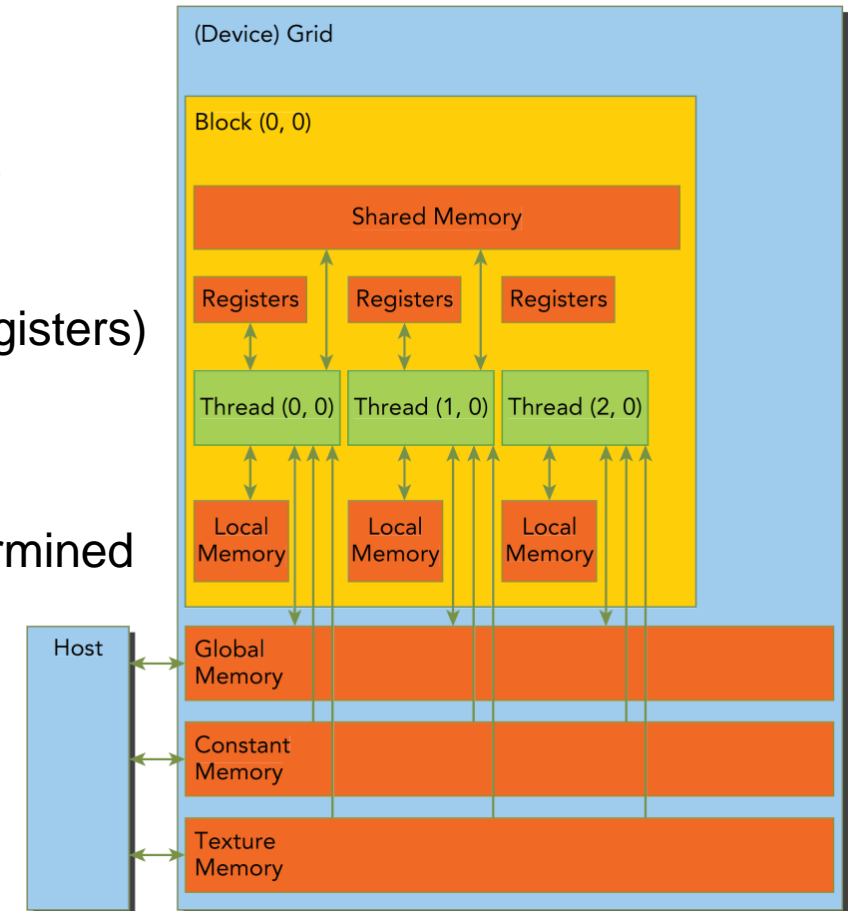 (Device) Grid
Block (0, 0)
Shared Memory
Registers Registers Registers
gisters)
Thread (0, 0) Thread (1, 0) Thread (2, 0)
Local Local Local
Memory Memory Memory
rmined
Host
Global
Memory
Constant
Memory
Texture
Memory